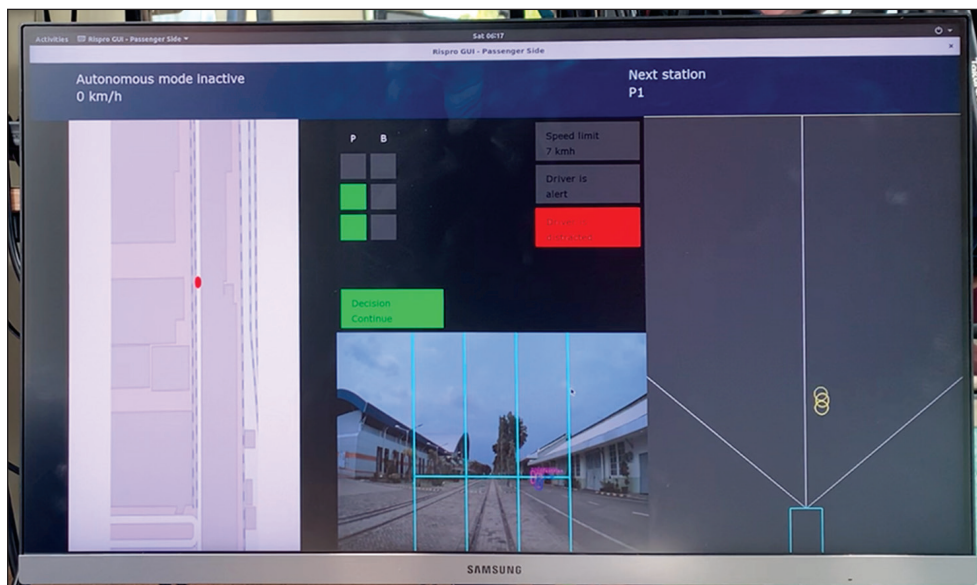 Activities Rispro GUI - Passenger Side
Sat 06:17
Rispro GUI - Passenger Side
Autonomous mode inactive
0 km/h
Next station
P1
P B
Speed limit
7 kmh
Driver is
alert
Decision
Continue
SAMSUNG